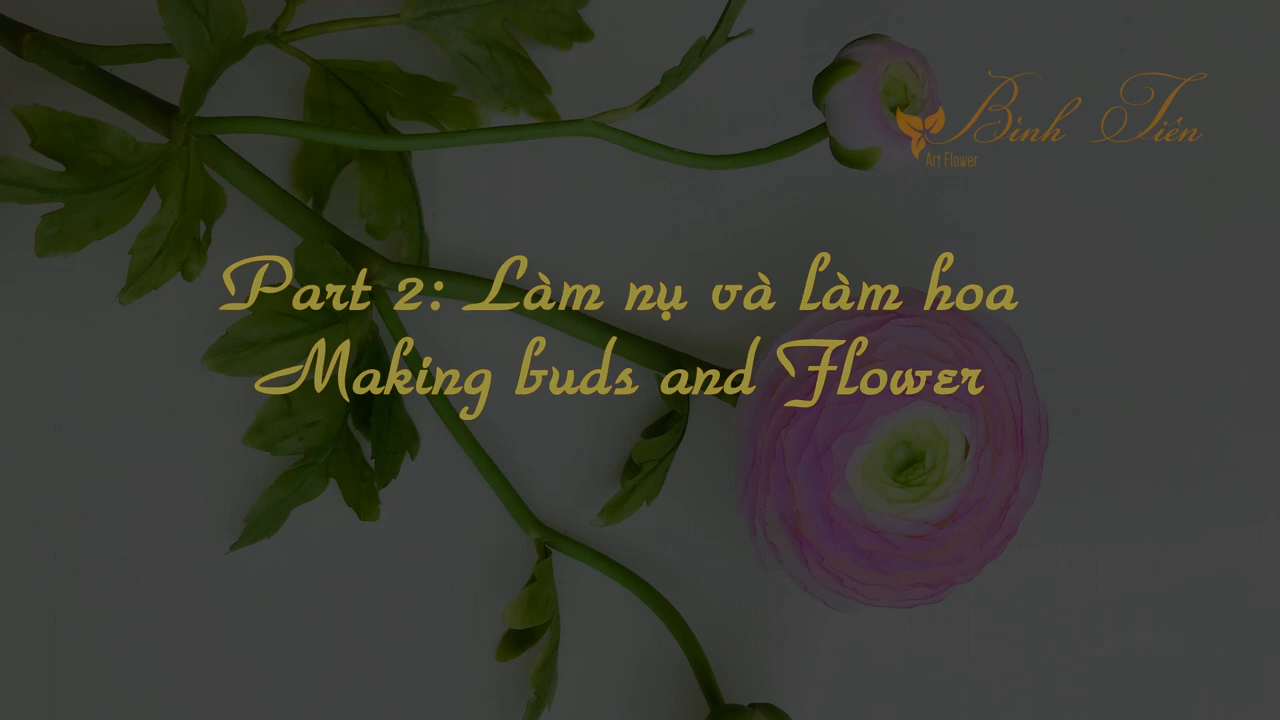 Bình Tiên
Art Flower
Part 2: Làm nụ và làm hoa
Making buds and Flower